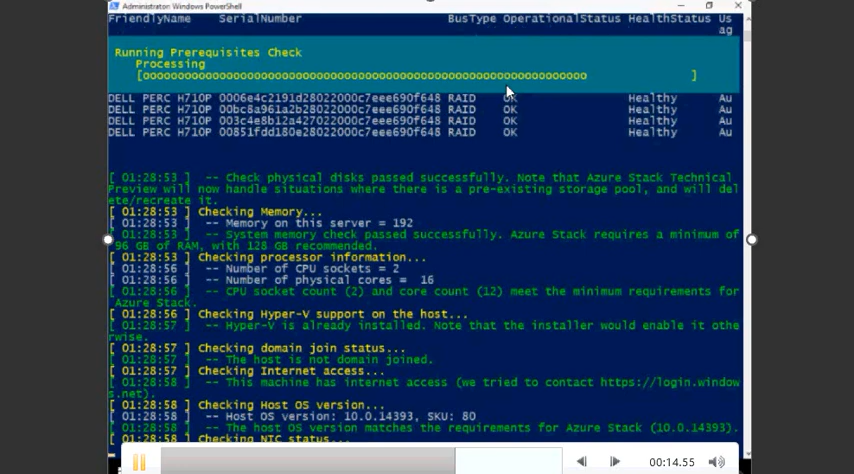 Administrator: Windows PowerShell
FriendlyName SerialNumber BusType OperationalStatus HealthStatus Us
ag
Running Prerequisites Check
Processing
[oooooooooooooooooooooooooooooooooooooooooooooooooooooooooooooooo ]
DELL PERC H710P 0006e4c2191d28022000c7eee690f648 RAID OK Healthy Au
DELL PERC H710P 00bc8a961a2b28022000c7eee690f648 RAID OK Healthy Au
DELL PERC H710P 003c4e8b12a427022000c7eee690f648 RAID OK Healthy Au
DELL PERC H710P 00851fdd180e28022000c7eee690f648 RAID OK Healthy Au
[ 01:28:53 ] -- Check physical disks passed successfully. Note that Azure Stack Technical
Preview will now handle situations where there is a pre-existing storage pool, and will del
ete/recreate it.
[ 01:28:53 ] Checking Memory...
[ 01:28:53 ] -- Memory on this server = 192
[ 01:28:53 ] -- System memory check passed successfully. Azure Stack requires a minimum of
96 GB of RAM, with 128 GB recommended.
[ 01:28:53 ] Checking processor information...
[ 01:28:56 ] -- Number of CPU sockets = 2
[ 01:28:56 ] -- Number of physical cores = 16
[ 01:28:56 ] -- CPU socket count (2) and core count (12) meet the minimum requirements for
Azure Stack.
[ 01:28:56 ] Checking Hyper-V support on the host...
[ 01:28:57 ] -- Hyper-V is already installed. Note that the installer would enable it othe
rwise.
[ 01:28:57 ] Checking domain join status...
[ 01:28:57 ] -- The host is not domain joined.
[ 01:28:57 ] Checking Internet access...
[ 01:28:58 ] -- This machine has internet access (we tried to contact https://login.window
s.net).
[ 01:28:58 ] Checking Host OS version...
[ 01:28:58 ] -- Host OS version: 10.0.14393, SKU: 80
[ 01:28:58 ] -- The host OS version matches the requirements for Azure Stack (10.0.14393).
[ 01:28:58 ] Checking NIC status...
00:14.55